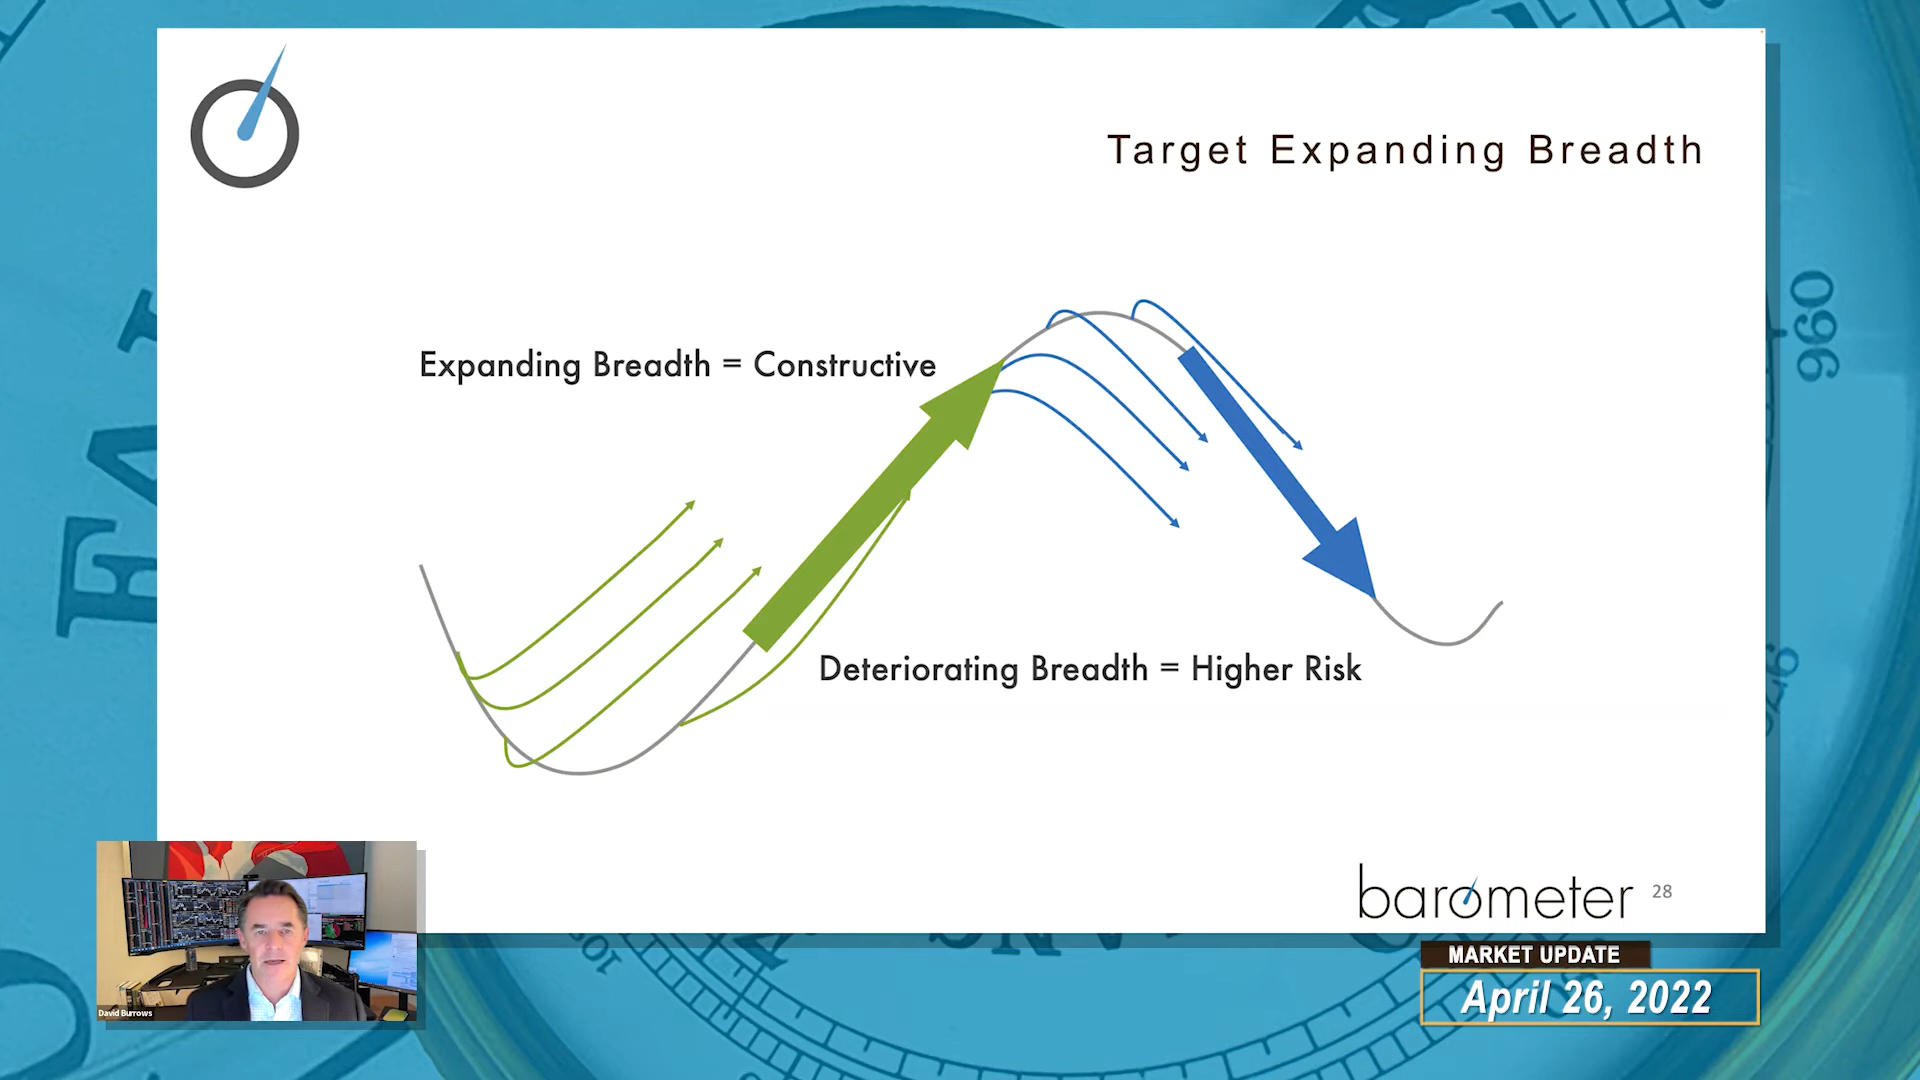 Target Expanding Breadth
Expanding Breadth = Constructive
Deteriorating Breadth = Higher Risk
barometer 28
MARKET UPDATE
April 26, 2022
David Burrows
FAI
960